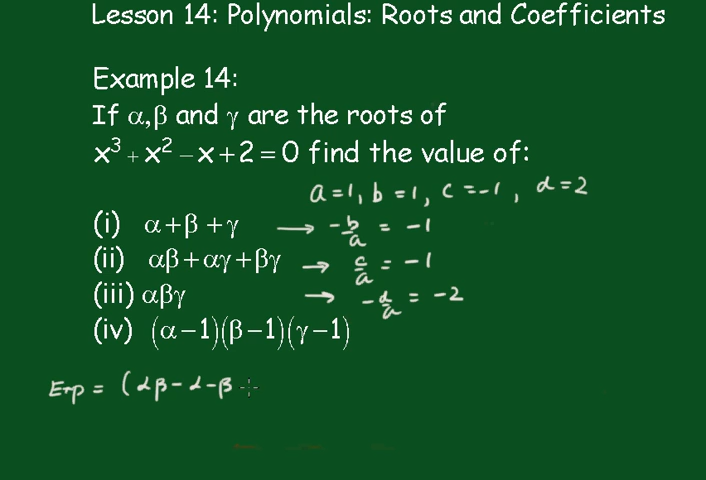 Lesson 14: Polynomials: Roots and Coefficients
Example 14:
If α,β and γ are the roots of
x³ + x² − x + 2 = 0 find the value of:
a = 1, b = 1, c = -1, d = 2
(i) α+β+γ → -b/a = -1
(ii) αβ+αγ+βγ → c/a = -1
(iii) αβγ → -d/a = -2
(iv) (α−1)(β−1)(γ−1)
Exp = (αβ - α - β +